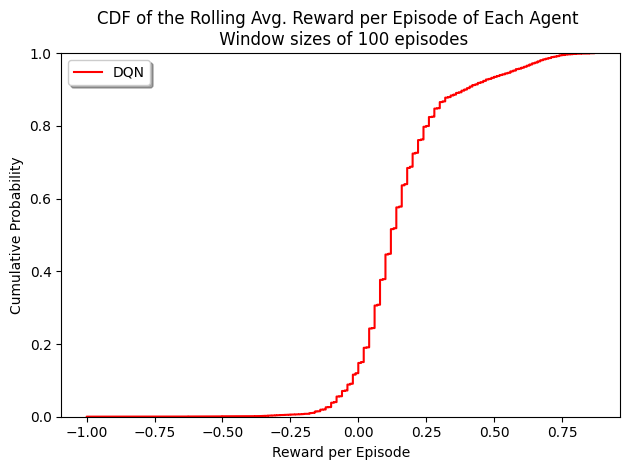 CDF of the Rolling Avg. Reward per Episode of Each Agent
Window sizes of 100 episodes
DQN
1.0
0.8
0.6
0.4
0.2
0.0
Cumulative Probability
−1.00 −0.75 −0.50 −0.25 0.00 0.25 0.50 0.75
Reward per Episode